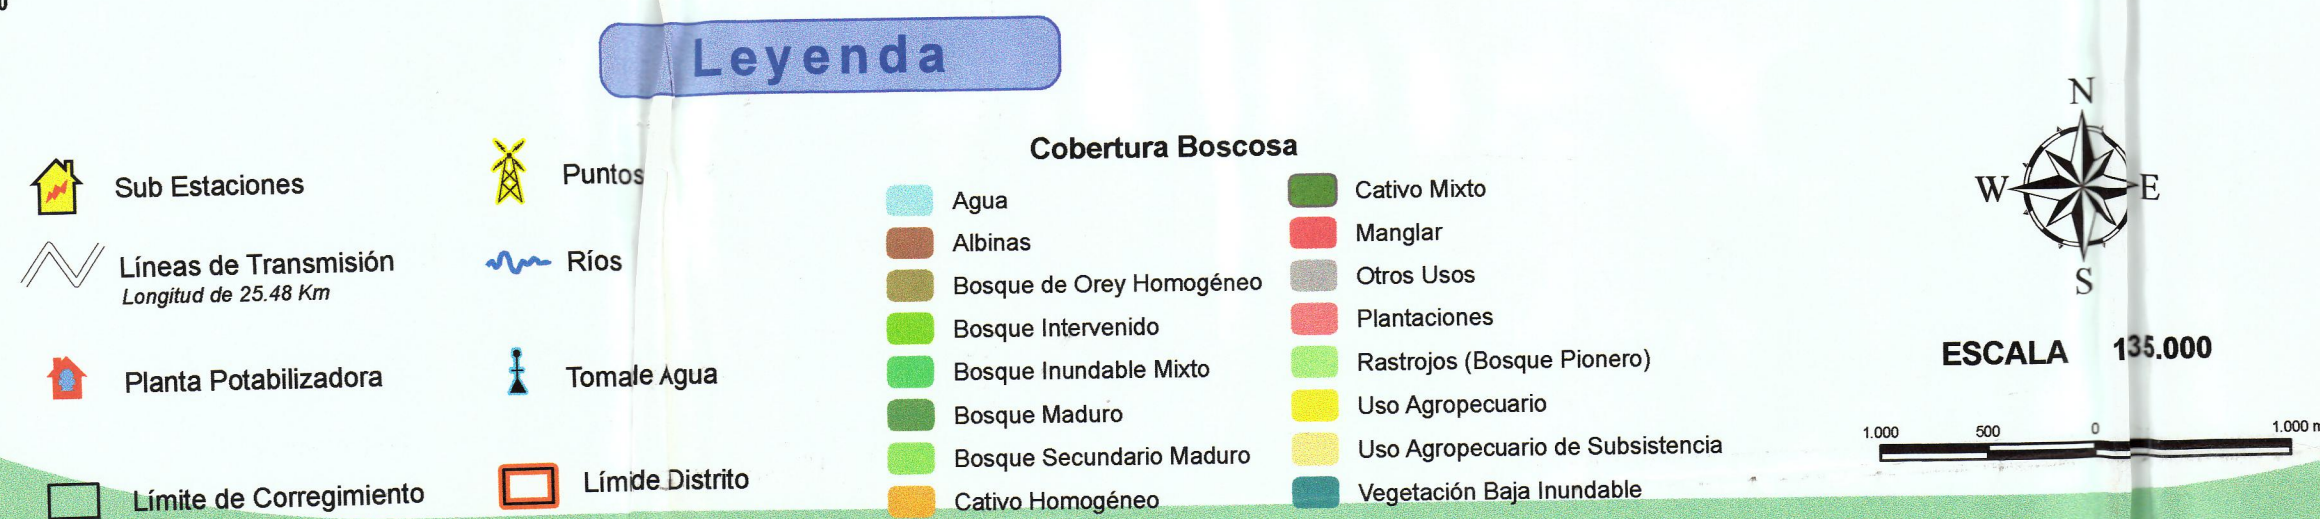 Leyenda
Sub Estaciones
Líneas de Transmisión
Longitud de 25.48 Km
Planta Potabilizadora
Límite de Corregimiento
Puntos
Ríos
Agua
Distrito
Cobertura Boscosa
Agua
Albinas
Bosque de Orey Homogéneo
Bosque Intervenido
Bosque Inundable Mixto
Bosque Maduro
Bosque Secundario Maduro
Cativo Homogéneo
Cativo Mixto
Manglar
Otros Usos
Plantaciones
Rastrojos (Bosque Pionero)
Uso Agropecuario
Uso Agropecuario de Subsistencia
Vegetación Baja Inundable
N
W E
S
ESCALA 135.000
1.000 500 0 1.000 m